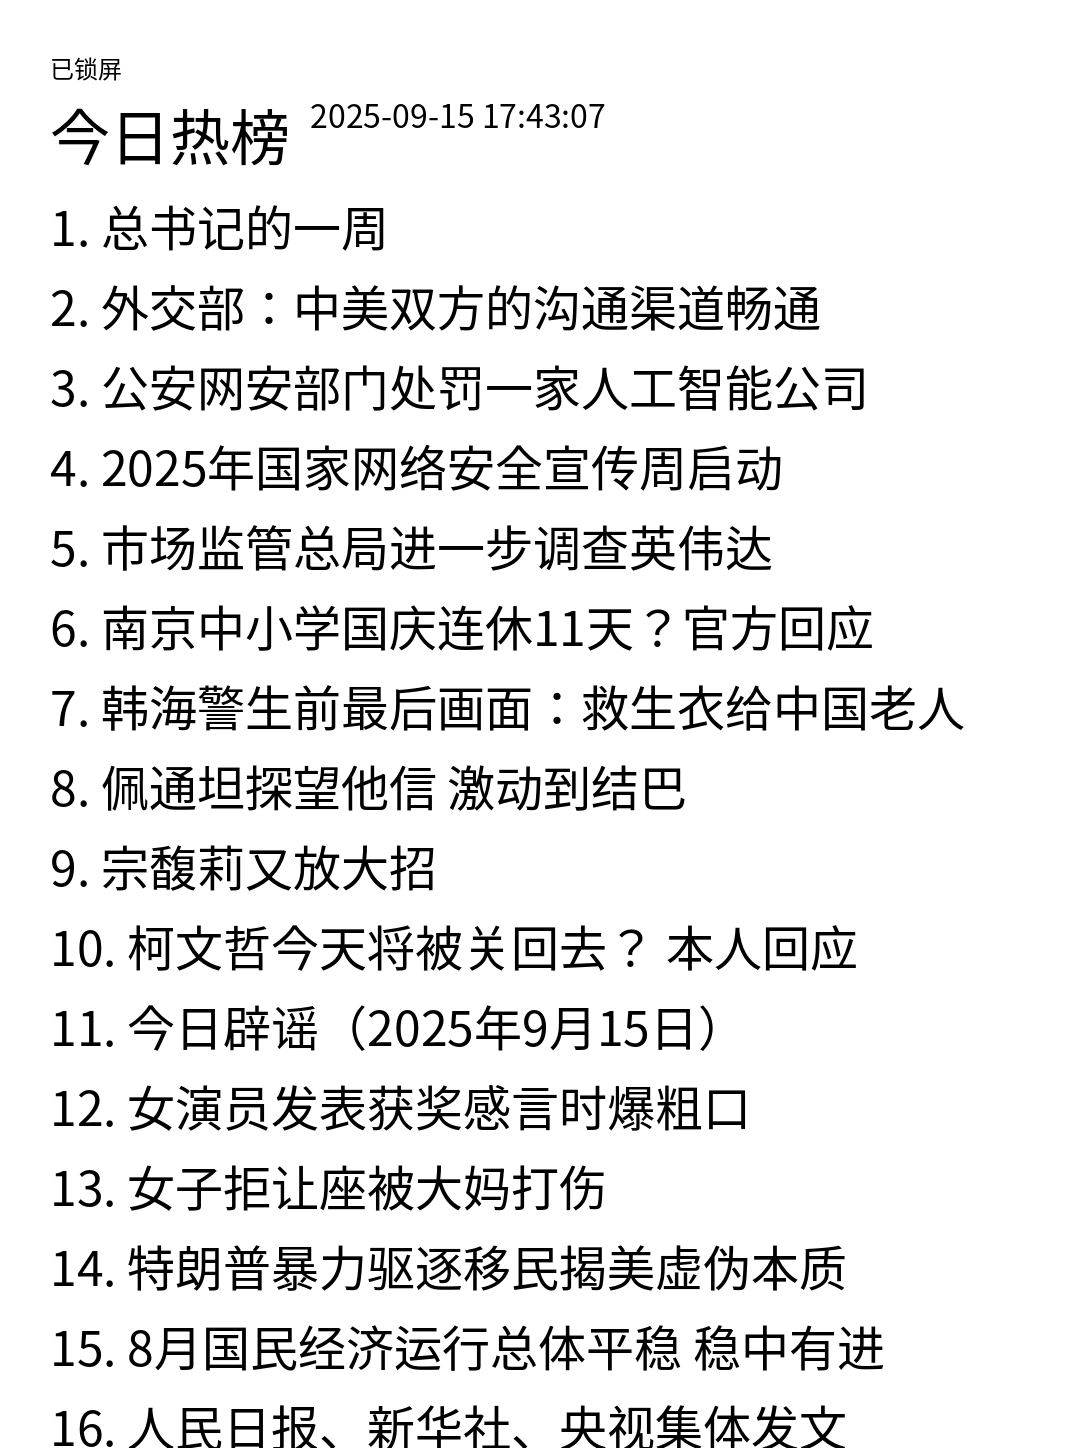 已锁屏
今日热榜 2025-09-15 17:43:07
1. 总书记的一周
2. 外交部：中美双方的沟通渠道畅通
3. 公安网安部门处罚一家人工智能公司
4. 2025年国家网络安全宣传周启动
5. 市场监管总局进一步调查英伟达
6. 南京中小学国庆连休11天？官方回应
7. 韩海警生前最后画面：救生衣给中国老人
8. 佩通坦探望他信 激动到结巴
9. 宗馥莉又放大招
10. 柯文哲今天将被关回去？ 本人回应
11. 今日辟谣（2025年9月15日）
12. 女演员发表获奖感言时爆粗口
13. 女子拒让座被大妈打伤
14. 特朗普暴力驱逐移民揭美虚伪本质
15. 8月国民经济运行总体平稳 稳中有进
16. 人民日报、新华社、央视集体发文